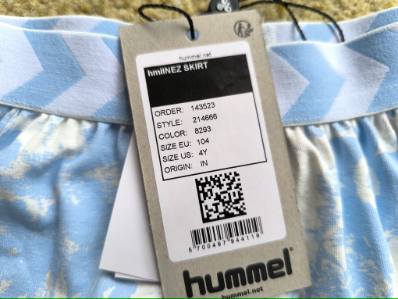 hummel.net
hmlINEZ SKIRT
ORDER: 143523
STYLE: 214666
COLOR: 8293
SIZE EU: 104
SIZE US: 4Y
ORIGIN: IN
5700497944119
hummel
hummel.net